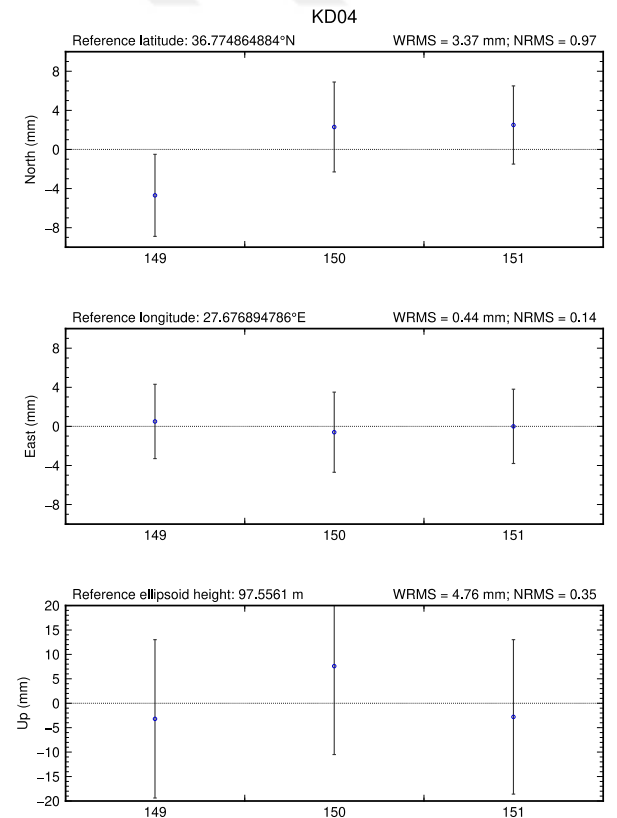 KD04
Reference latitude: 36.774864884°N WRMS = 3.37 mm; NRMS = 0.97
North (mm)
8
4
0
−4
−8
149 150 151
Reference longitude: 27.676894786°E WRMS = 0.44 mm; NRMS = 0.14
East (mm)
8
4
0
−4
−8
149 150 151
Reference ellipsoid height: 97.5561 m WRMS = 4.76 mm; NRMS = 0.35
Up (mm)
20
15
10
5
0
−5
−10
−15
−20
149 150 151